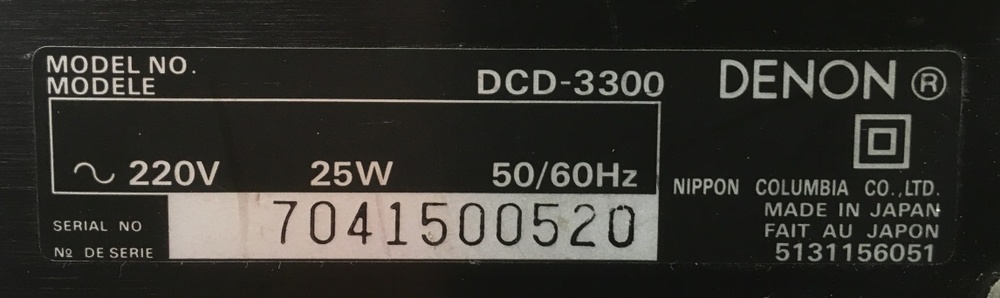 MODEL NO.
MODELE
DCD-3300
DENON ®
~ 220V 25W 50/60Hz
SERIAL NO
Nº DE SERIE
7041500520
NIPPON COLUMBIA CO.,LTD.
MADE IN JAPAN
FAIT AU JAPON
5131156051